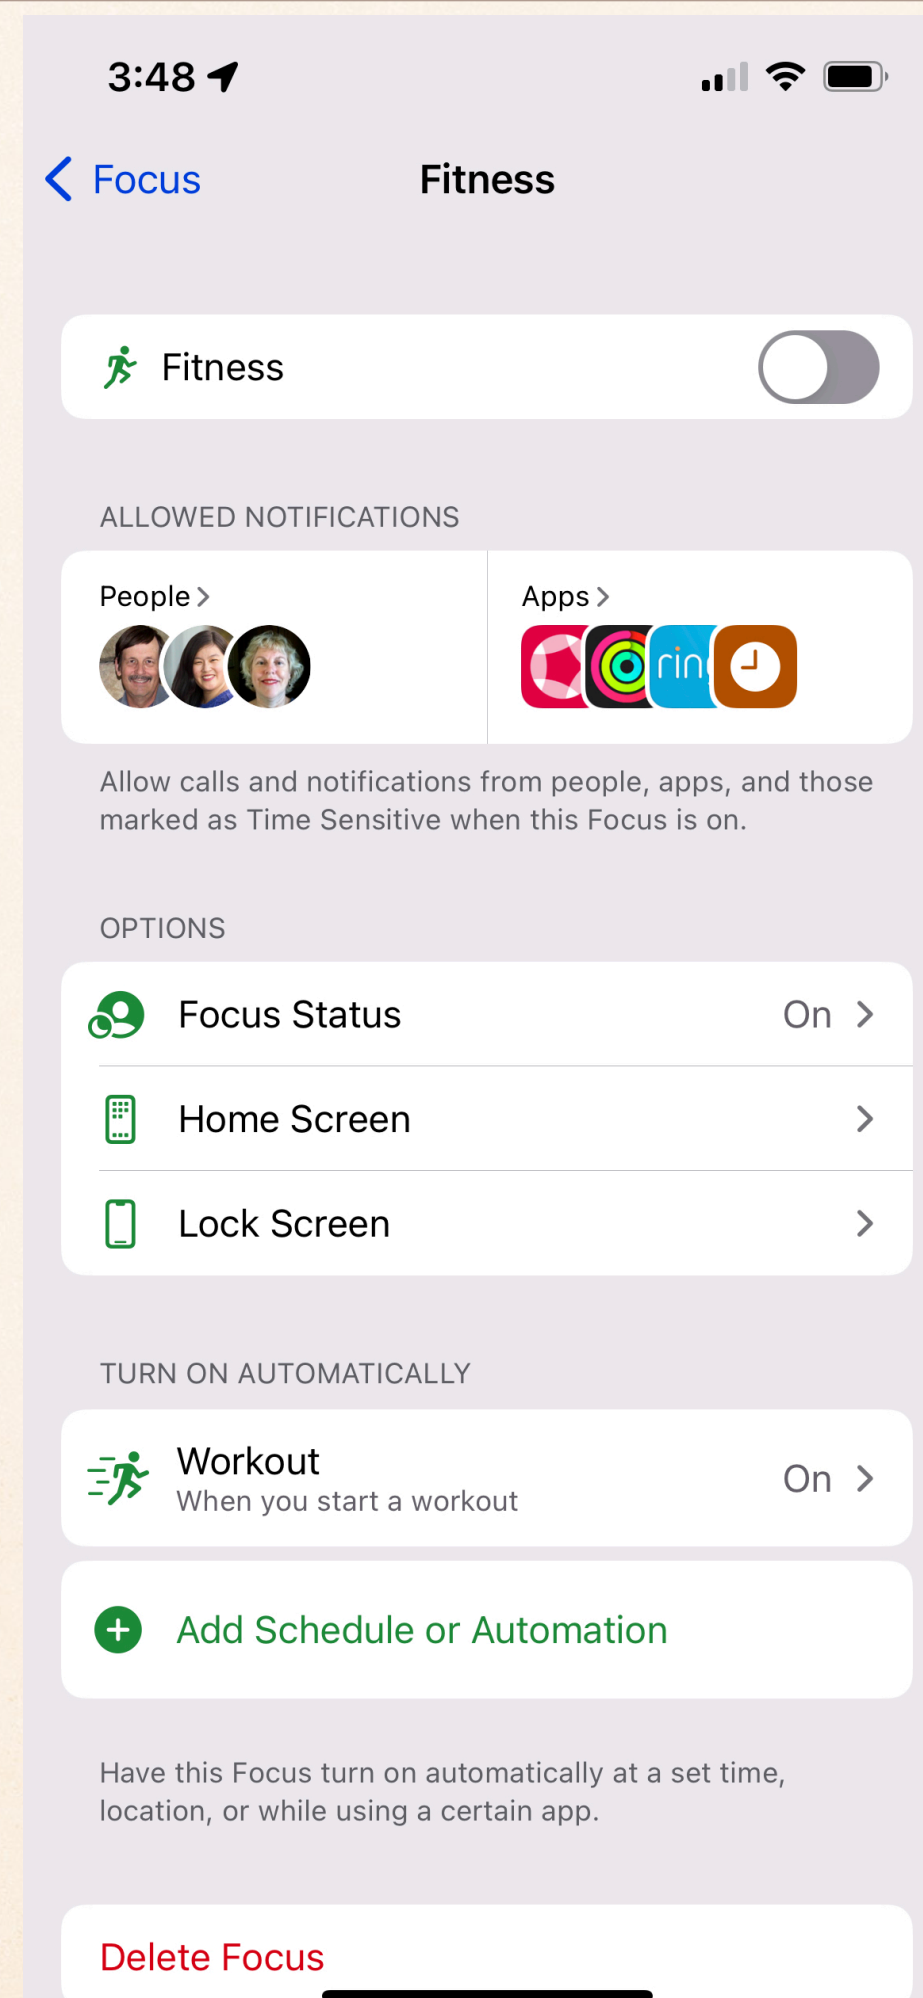 3:48
Focus
Fitness
Fitness
ALLOWED NOTIFICATIONS
People
Apps
rin
Allow calls and notifications from people, apps, and those
marked as Time Sensitive when this Focus is on.
OPTIONS
Focus Status
On
Home Screen
Lock Screen
TURN ON AUTOMATICALLY
Workout
When you start a workout
On
Add Schedule or Automation
Have this Focus turn on automatically at a set time,
location, or while using a certain app.
Delete Focus